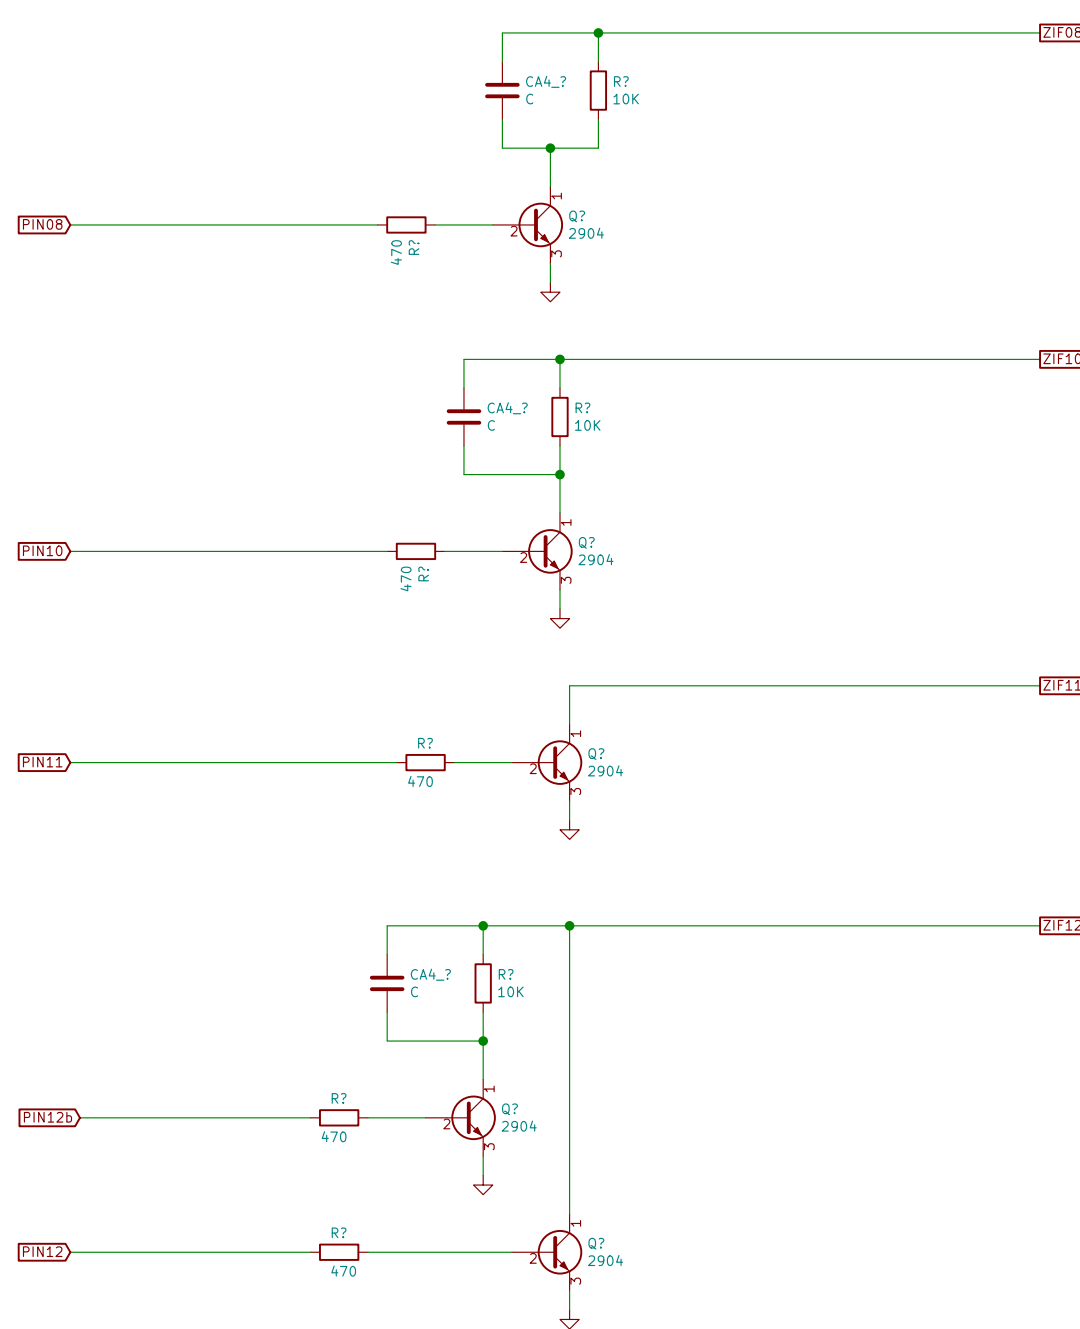 ZIF08
CA4_?
C
R?
10K
PIN08
470
R?
1
2
3
Q?
2904
ZIF10
CA4_?
C
R?
10K
PIN10
470
R?
1
2
3
Q?
2904
ZIF11
PIN11
R?
470
1
2
3
Q?
2904
ZIF12
CA4_?
C
R?
10K
PIN12b
R?
470
1
2
3
Q?
2904
PIN12
R?
470
1
2
3
Q?
2904